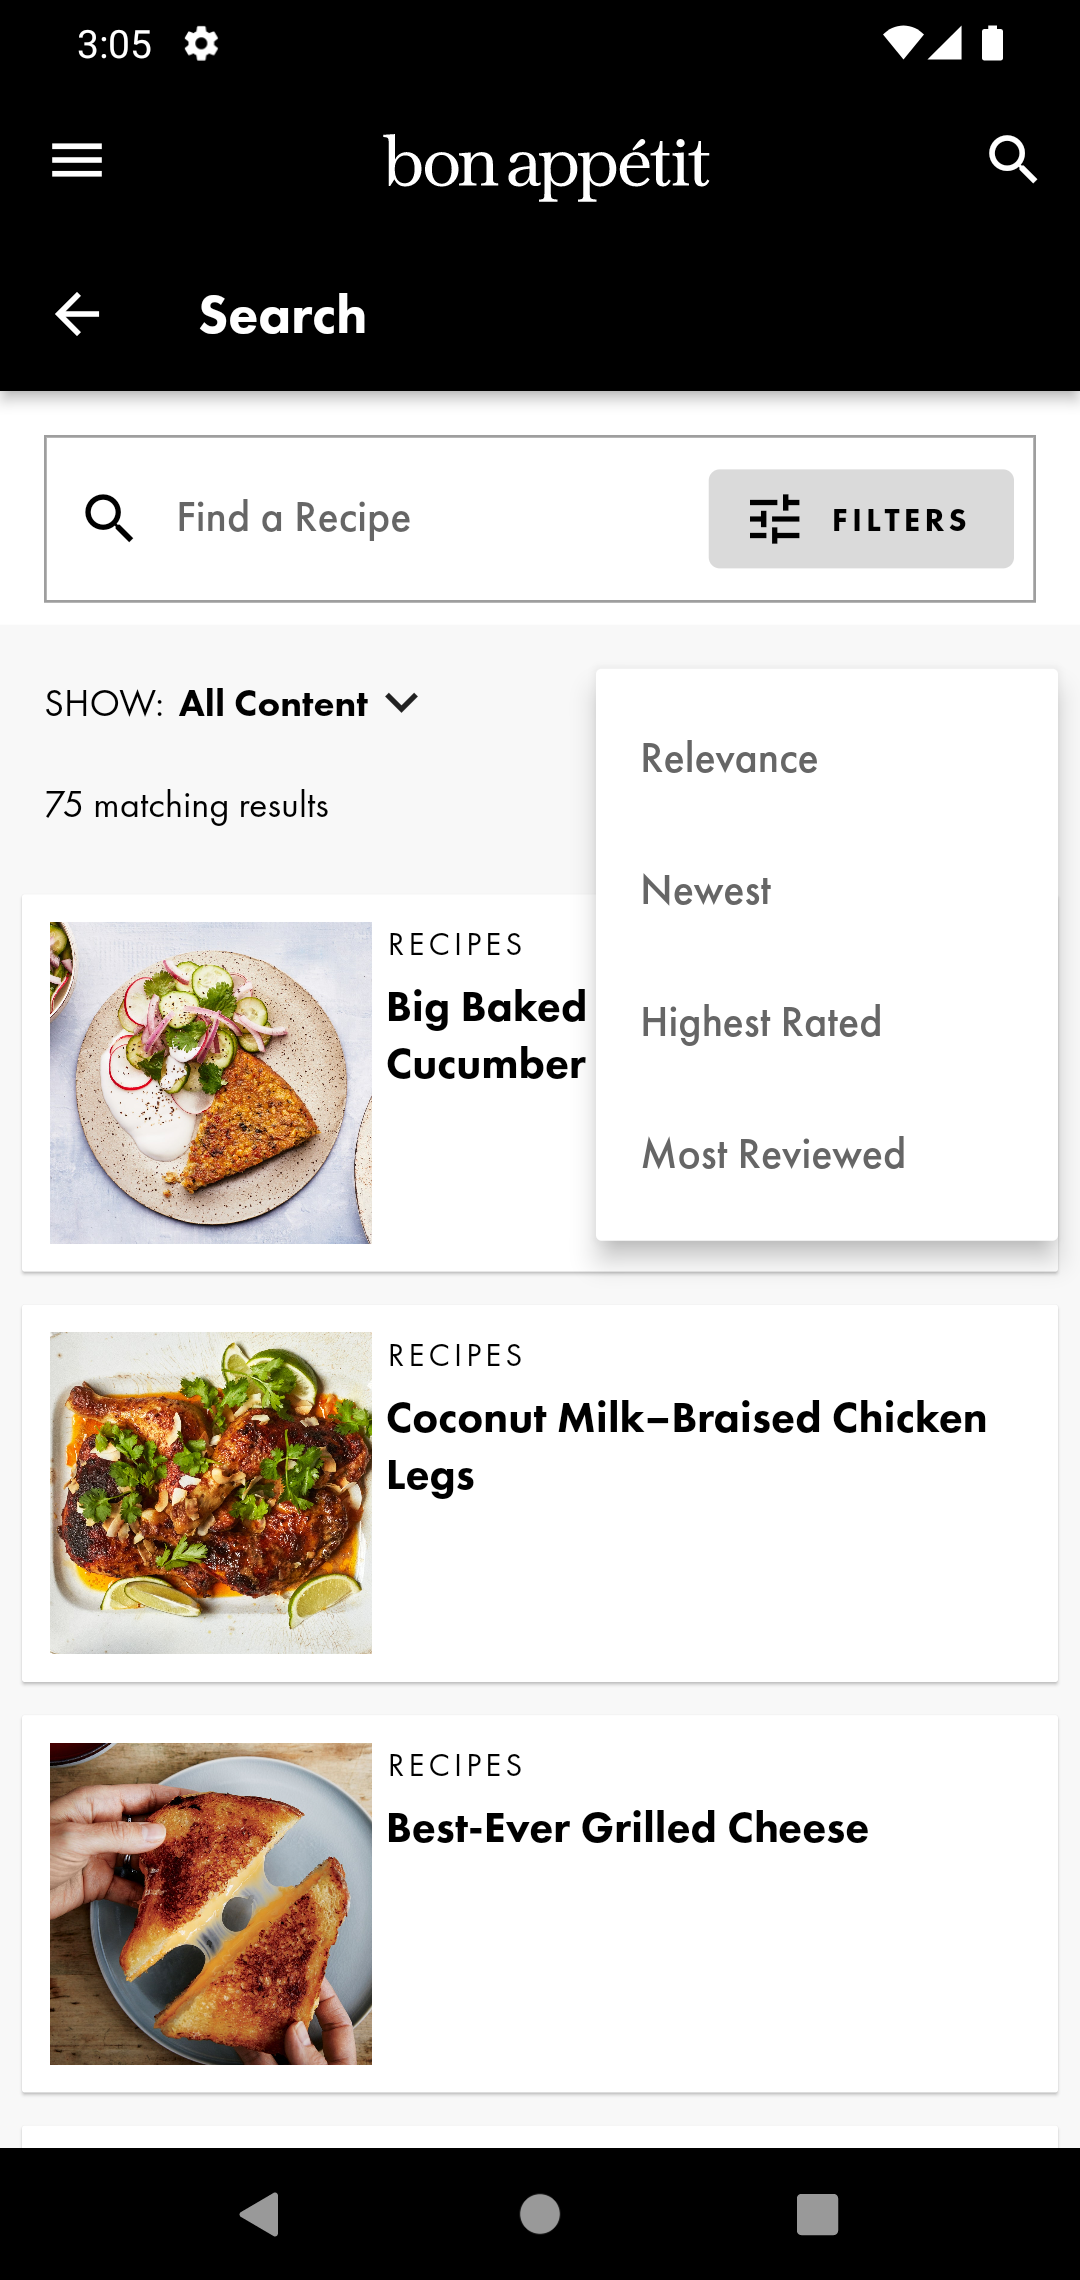 3:05
bon appétit
Search
Find a Recipe
FILTERS
SHOW: All Content
75 matching results
Relevance
Newest
Highest Rated
Most Reviewed
RECIPES
Big Baked
Cucumber
RECIPES
Coconut Milk–Braised Chicken
Legs
RECIPES
Best-Ever Grilled Cheese